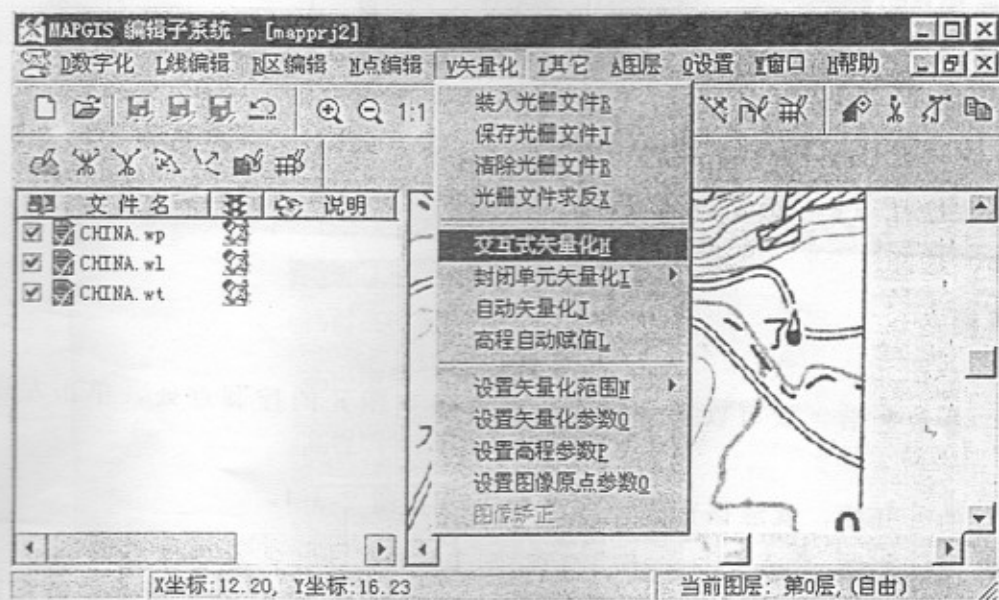 MAPGIS 编辑子系统 - [mapprj2]
D数字化 L线编辑 R区编辑 N点编辑 V矢量化 T其它 A图层 Q设置 W窗口 H帮助
1:1
文件名 说明
CHINA.wp
CHINA.wl
CHINA.wt
装入光栅文件R
保存光栅文件J
清除光栅文件R
光栅文件求反X
交互式矢量化M
封闭单元矢量化I
自动矢量化J
高程自动赋值L
设置矢量化范围N
设置矢量化参数O
设置高程参数P
设置图像原点参数Q
图像矫正
X坐标:12.20, Y坐标:16.23
当前图层: 第0层,(自由)